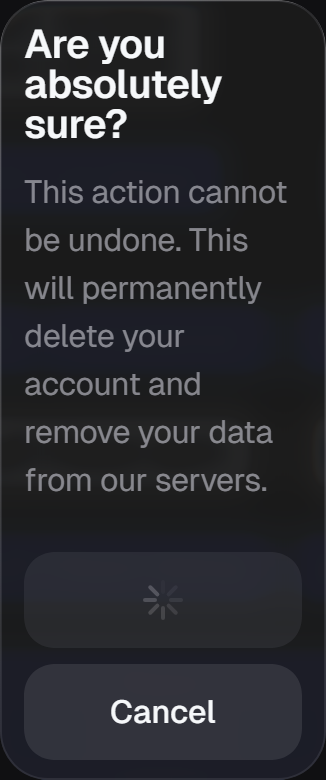 Are you
absolutely
sure?
This action cannot
be undone. This
will permanently
delete your
account and
remove your data
from our servers.
Cancel